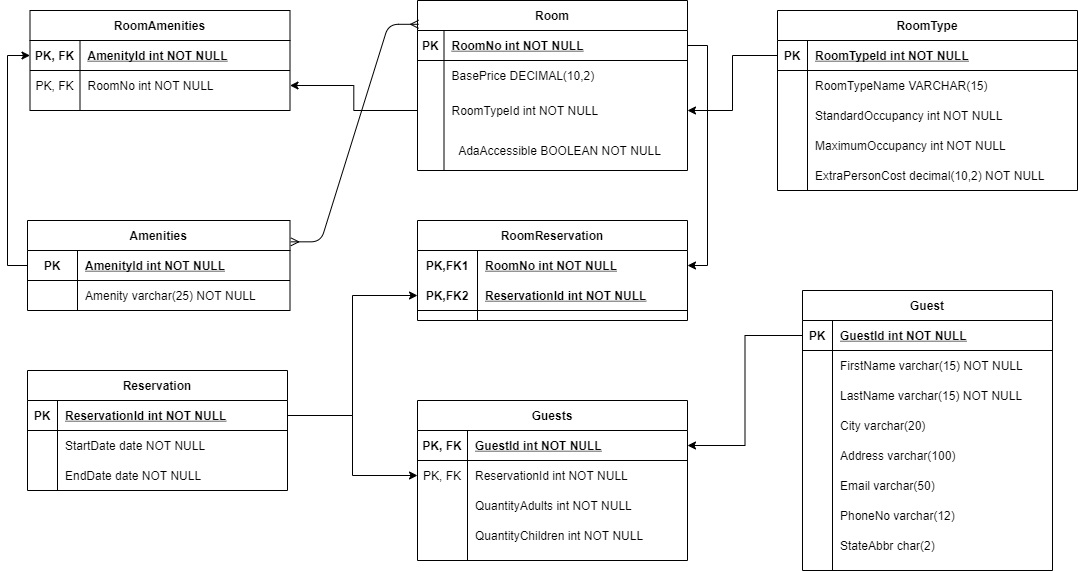 RoomAmenities
PK, FK AmenityId int NOT NULL
PK, FK RoomNo int NOT NULL
Room
PK RoomNo int NOT NULL
BasePrice DECIMAL(10,2)
RoomTypeId int NOT NULL
AdaAccessible BOOLEAN NOT NULL
RoomType
PK RoomTypeId int NOT NULL
RoomTypeName VARCHAR(15)
StandardOccupancy int NOT NULL
MaximumOccupancy int NOT NULL
ExtraPersonCost decimal(10,2) NOT NULL
Amenities
PK AmenityId int NOT NULL
Amenity varchar(25) NOT NULL
RoomReservation
PK,FK1 RoomNo int NOT NULL
PK,FK2 ReservationId int NOT NULL
Guest
PK GuestId int NOT NULL
FirstName varchar(15) NOT NULL
LastName varchar(15) NOT NULL
City varchar(20)
Address varchar(100)
Email varchar(50)
PhoneNo varchar(12)
StateAbbr char(2)
Reservation
PK ReservationId int NOT NULL
StartDate date NOT NULL
EndDate date NOT NULL
Guests
PK, FK GuestId int NOT NULL
PK, FK ReservationId int NOT NULL
QuantityAdults int NOT NULL
QuantityChildren int NOT NULL